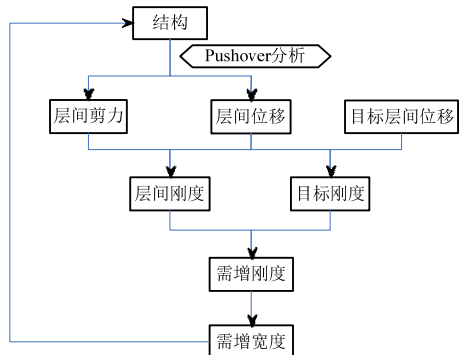 结构
Pushover分析
层间剪力
层间位移
目标层间位移
层间刚度
目标刚度
需增刚度
需增宽度